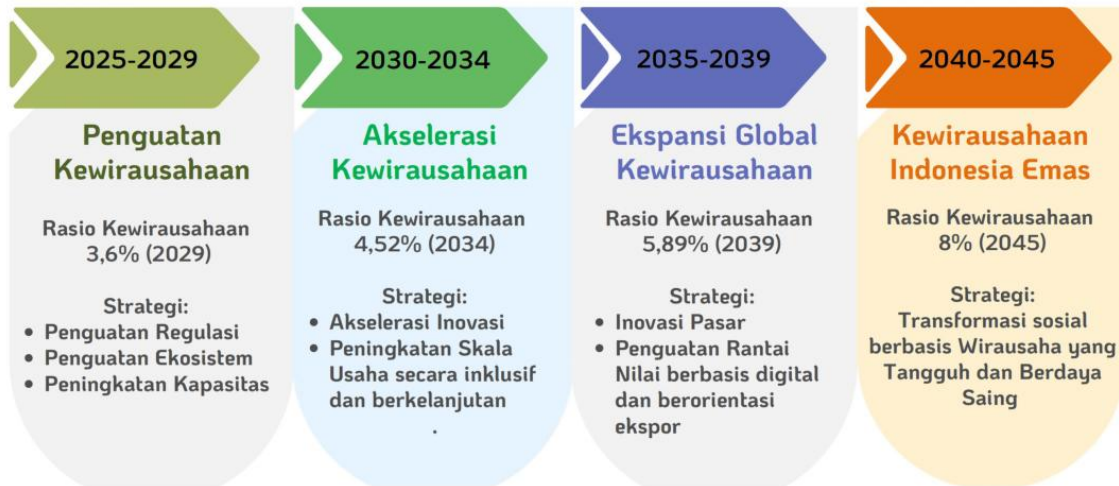 2025-2029
Penguatan
Kewirausahaan
Rasio Kewirausahaan
3,6% (2029)
Strategi:
• Penguatan Regulasi
• Penguatan Ekosistem
• Peningkatan Kapasitas
2030-2034
Akselerasi
Kewirausahaan
Rasio Kewirausahaan
4,52% (2034)
Strategi:
• Akselerasi Inovasi
• Peningkatan Skala
Usaha secara inklusif
dan berkelanjutan
.
2035-2039
Ekspansi Global
Kewirausahaan
Rasio Kewirausahaan
5,89% (2039)
Strategi:
• Inovasi Pasar
• Penguatan Rantai
Nilai berbasis digital
dan berorientasi
ekspor
2040-2045
Kewirausahaan
Indonesia Emas
Rasio Kewirausahaan
8% (2045)
Strategi:
Transformasi sosial
berbasis Wirausaha yang
Tangguh dan Berdaya
Saing